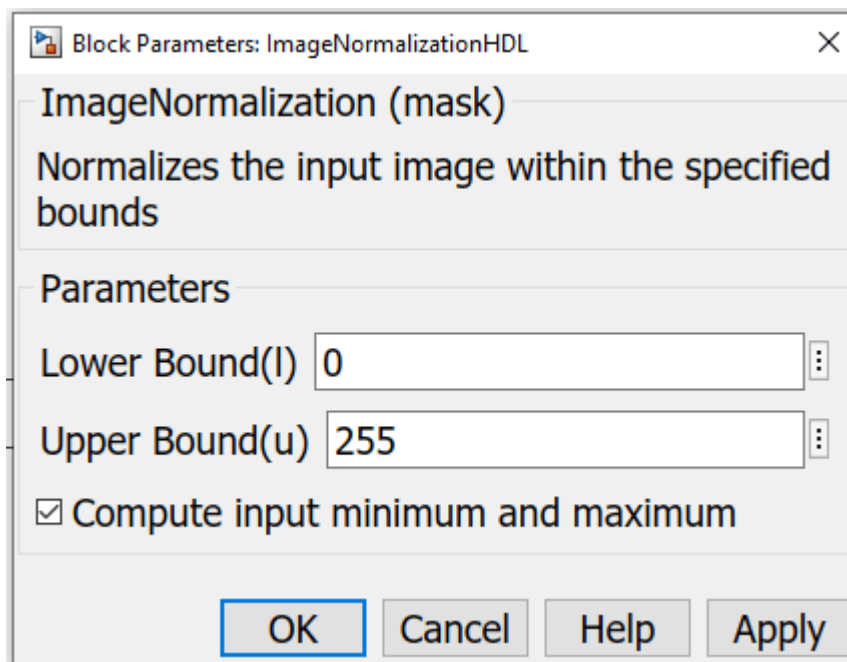 Block Parameters: ImageNormalizationHDL
ImageNormalization (mask)
Normalizes the input image within the specified
bounds
Parameters
Lower Bound(l) 0
Upper Bound(u) 255
Compute input minimum and maximum
OK Cancel Help Apply